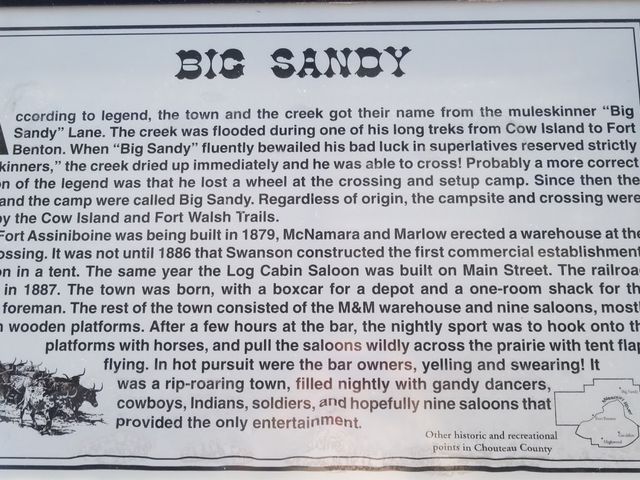 BIG SANDY
According to legend, the town and the creek got their name from the muleskinner "Big
Sandy" Lane. The creek was flooded during one of his long treks from Cow Island to Fort
Benton. When "Big Sandy" fluently bewailed his bad luck in superlatives reserved strictly
kinners," the creek dried up immediately and he was able to cross! Probably a more correct
on of the legend was that he lost a wheel at the crossing and setup camp. Since then the
and the camp were called Big Sandy. Regardless of origin, the campsite and crossing were
by the Cow Island and Fort Walsh Trails.
Fort Assiniboine was being built in 1879, McNamara and Marlow erected a warehouse at the
ossing. It was not until 1886 that Swanson constructed the first commercial establishment
on in a tent. The same year the Log Cabin Saloon was built on Main Street. The railroa
in 1887. The town was born, with a boxcar for a depot and a one-room shack for th
foreman. The rest of the town consisted of the M&M warehouse and nine saloons, most
n wooden platforms. After a few hours at the bar, the nightly sport was to hook onto th
platforms with horses, and pull the saloons wildly across the prairie with tent flap
flying. In hot pursuit were the bar owners, yelling and swearing! It
was a rip-roaring town, filled nightly with gandy dancers,
cowboys, Indians, soldiers, and hopefully nine saloons that
provided the only entertainment.
Other historic and recreational
points in Chouteau County
Big Sandy
Fort Benton
Geraldine
Highwood